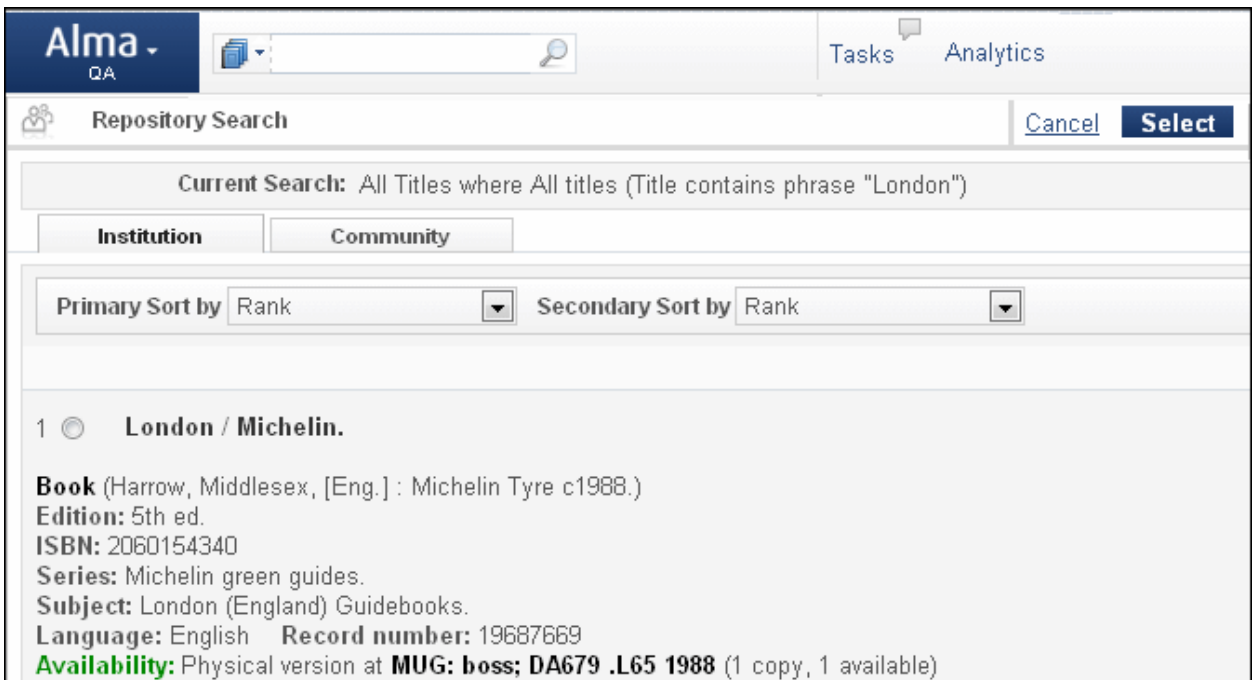 Alma
QA
Tasks Analytics
Repository Search Cancel Select
Current Search: All Titles where All titles (Title contains phrase "London")
Institution Community
Primary Sort by Rank Secondary Sort by Rank
1 London / Michelin.
Book (Harrow, Middlesex, [Eng.] : Michelin Tyre c1988.)
Edition: 5th ed.
ISBN: 2060154340
Series: Michelin green guides.
Subject: London (England) Guidebooks.
Language: English Record number: 19687669
Availability: Physical version at MUG: boss; DA679 .L65 1988 (1 copy, 1 available)